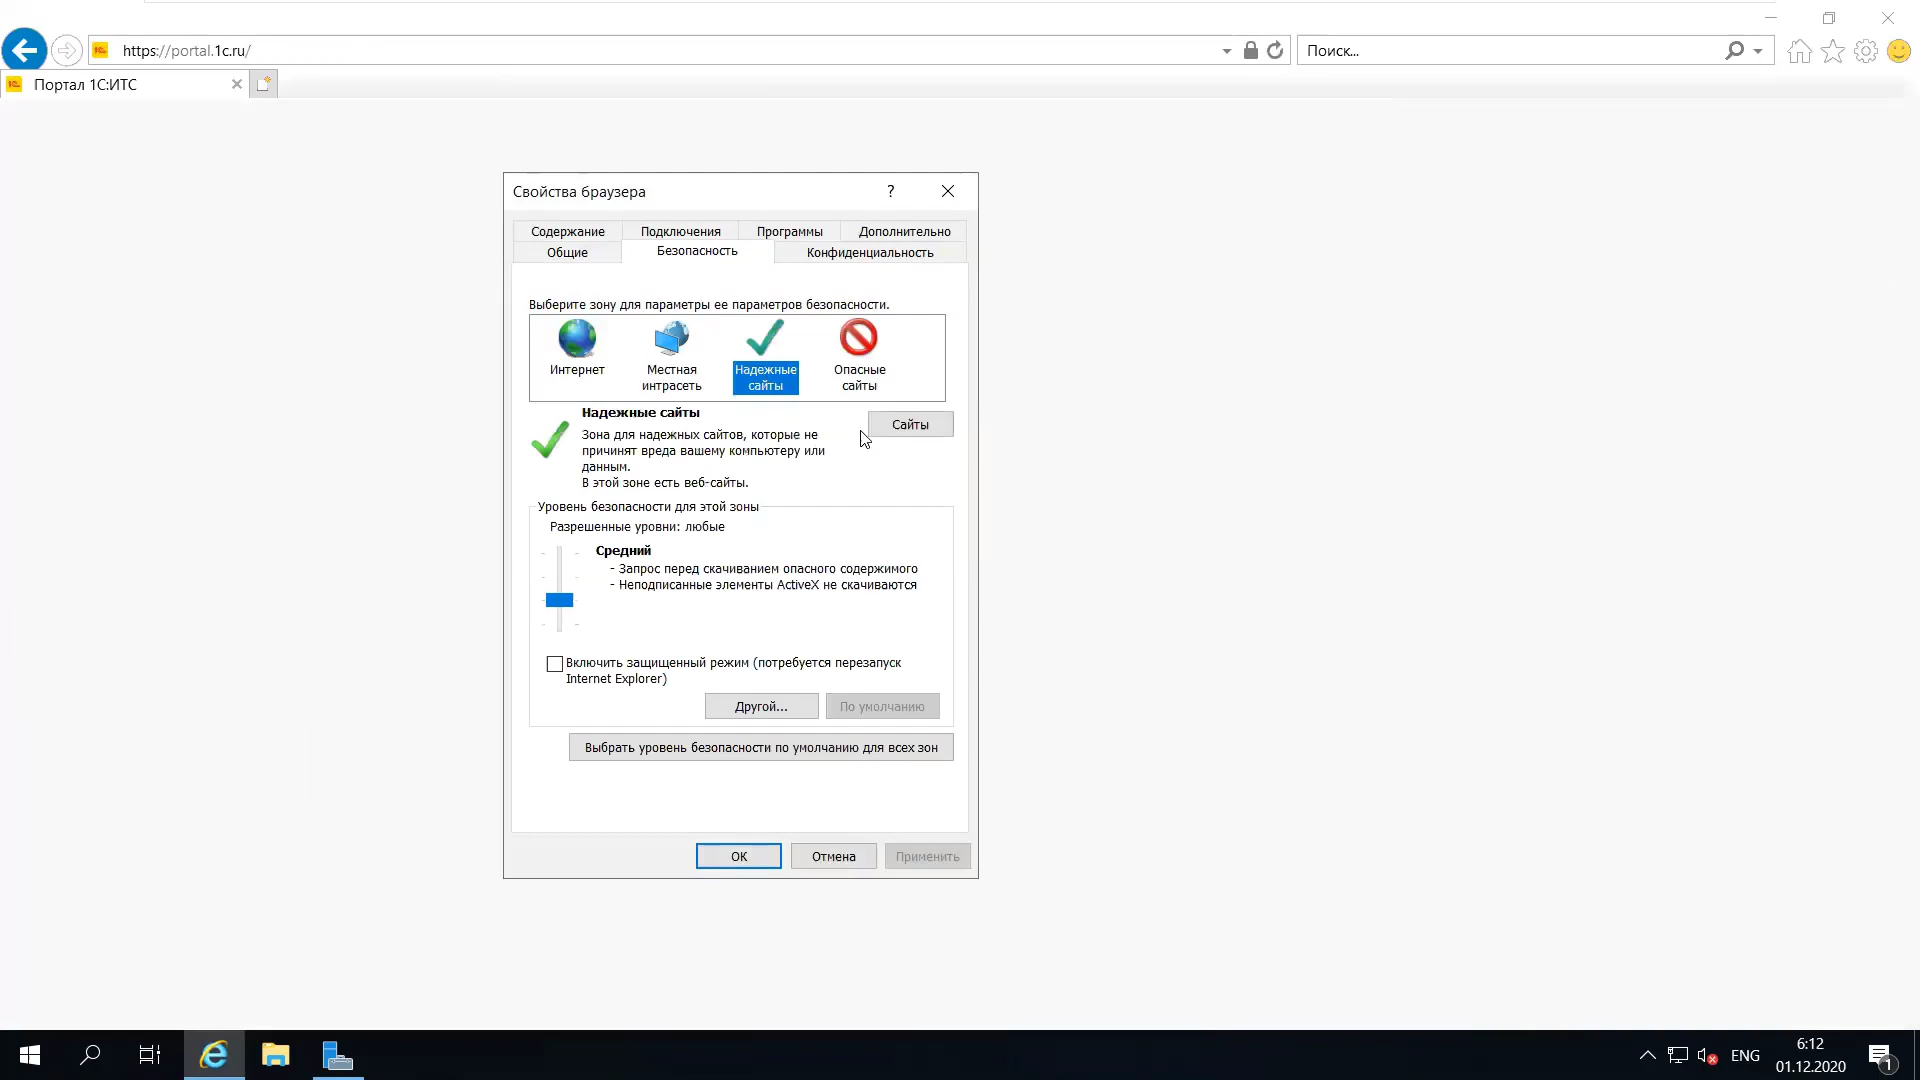 https://portal.1c.ru/
Поиск...
Портал 1С:ИТС
Свойства браузера
?
Содержание
Подключения
Программы
Дополнительно
Общие
Безопасность
Конфиденциальность
Выберите зону для параметры ее параметров безопасности.
Интернет
Местная
интрасеть
Надежные
сайты
Опасные
сайты
Надежные сайты
Сайты
Зона для надежных сайтов, которые не
причинят вреда вашему компьютеру или
данным.
В этой зоне есть веб-сайты.
Уровень безопасности для этой зоны
Разрешенные уровни: любые
Средний
- Запрос перед скачиванием опасного содержимого
- Неподписанные элементы ActiveX не скачиваются
Включить защищенный режим (потребуется перезапуск
Internet Explorer)
Другой...
По умолчанию
Выбрать уровень безопасности по умолчанию для всех зон
ОК
Отмена
Применить
ENG
6:12
01.12.2020
1